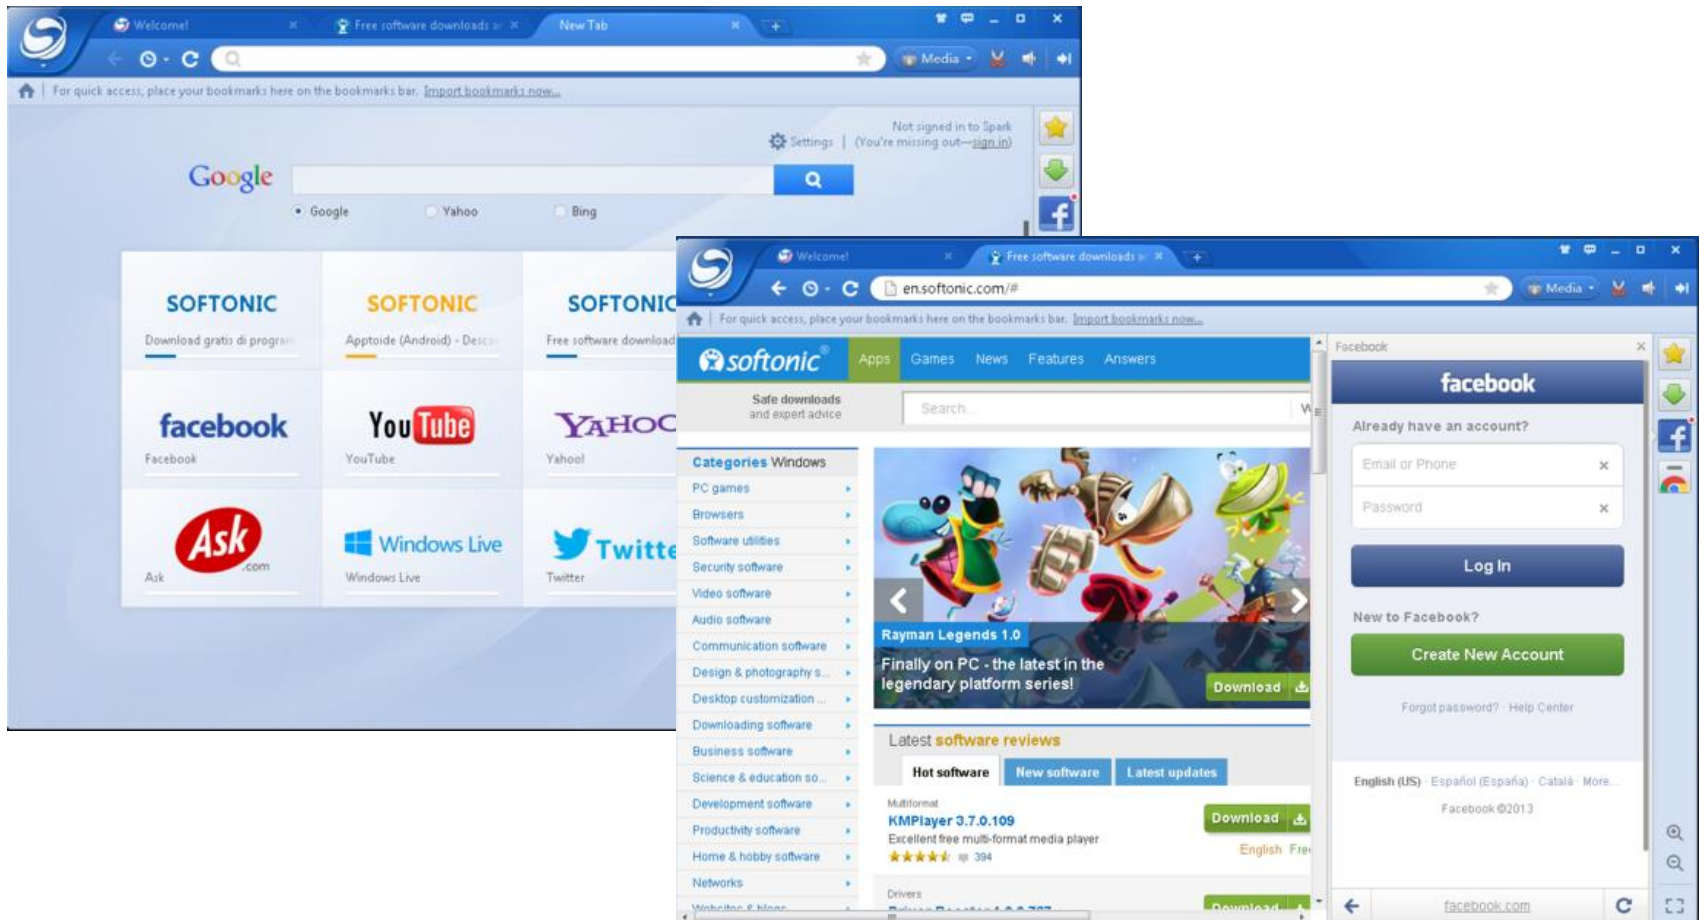 Welcome!
Free software downloads a
New Tab
Media
For quick access, place your bookmarks here on the bookmarks bar. Import bookmarks now...
Not signed in to Spark
Settings | (You're missing out—sign in)
Google
Google Yahoo Bing
SOFTONIC
Download gratis di program
SOFTONIC
Apptoide (Android) - Desca
SOFTONIC
Free software download
facebook
Facebook
YouTube
YouTube
YAHOO
Yahoo!
Ask.com
Ask
Windows Live
Windows Live
Twitte
Twitter
Welcome!
Free software downloads a
en.softonic.com/#
Media
For quick access, place your bookmarks here on the bookmarks bar. Import bookmarks now...
softonic
Apps Games News Features Answers
Safe downloads
and expert advice
Search...
W
Categories Windows
PC games
Browsers
Software utilities
Security software
Video software
Audio software
Communication software
Design & photography s...
Desktop customization ...
Downloading software
Business software
Science & education so...
Development software
Productivity software
Home & hobby software
Networks
Websites & blogs
Rayman Legends 1.0
Finally on PC - the latest in the
legendary platform series!
Download
Latest software reviews
Hot software New software Latest updates
Multiformat
KMPlayer 3.7.0.109
Excellent free multi-format media player
394
Download
English Free
Drivers
Download
Facebook
facebook
Already have an account?
Email or Phone
Password
Log In
New to Facebook?
Create New Account
Forgot password? · Help Center
English (US) · Español (España) · Català · More...
Facebook ©2013
facebook.com